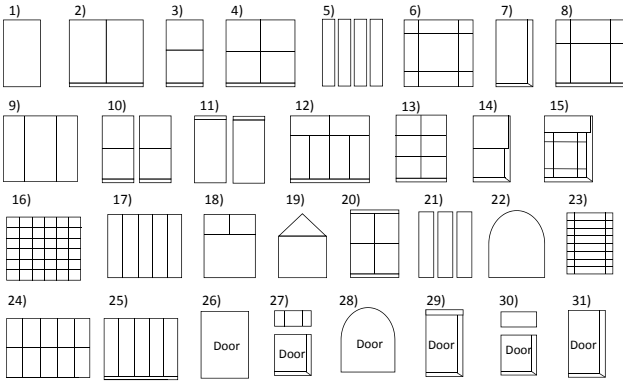 1) 2) 3) 4) 5) 6) 7) 8)
9) 10) 11) 12) 13) 14) 15)
16) 17) 18) 19) 20) 21) 22) 23)
24) 25) 26) 27) 28) 29) 30) 31)
Door Door Door Door Door Door